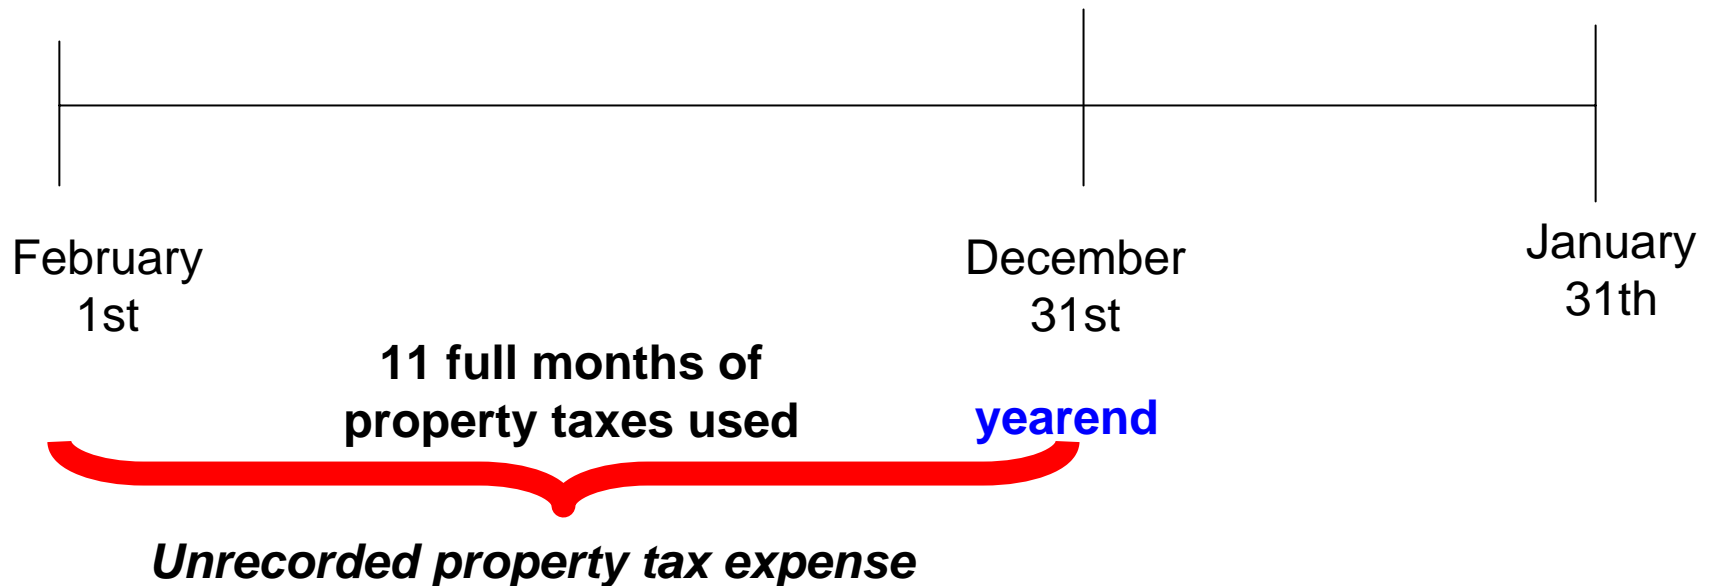 February
1st
December
31st
January
31th
11 full months of
property taxes used
yearend
Unrecorded property tax expense